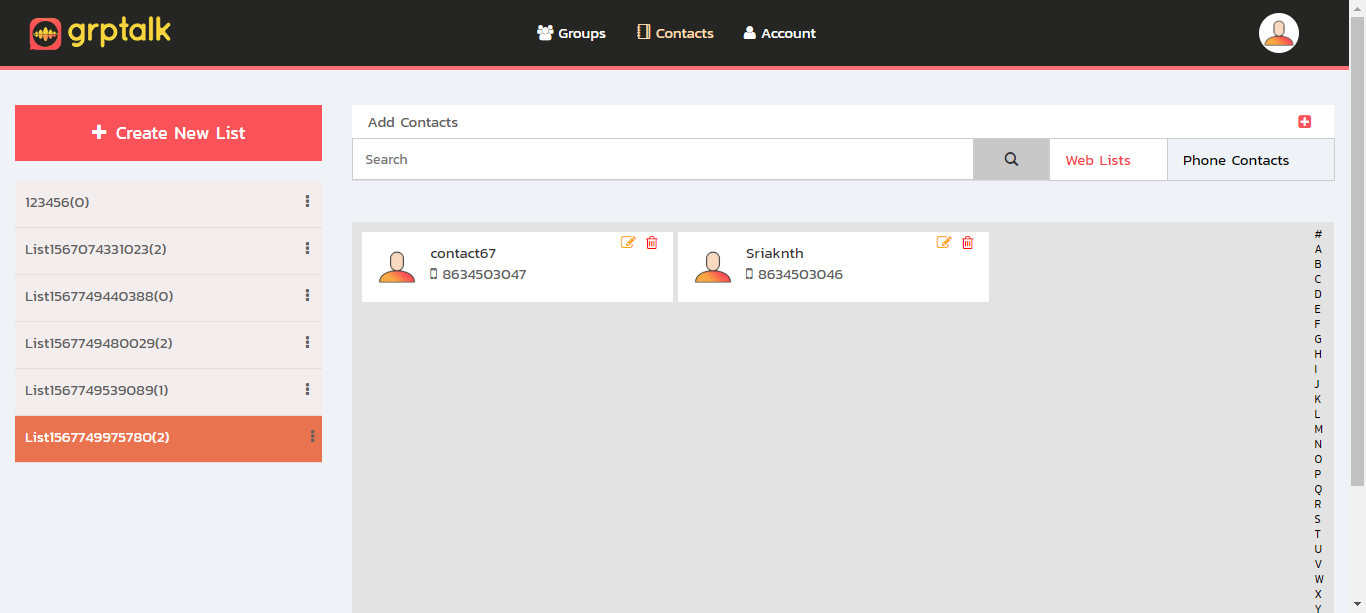 grptalk
Groups
Contacts
Account
Create New List
123456(0)
List1567074331023(2)
List1567749440388(0)
List1567749480029(2)
List1567749539089(1)
List1567749975780(2)
Add Contacts
Search
Web Lists
Phone Contacts
contact67
8634503047
Sriaknth
8634503046
#
A
B
C
D
E
F
G
H
I
J
K
L
M
N
O
P
Q
R
S
T
U
V
W
X
Y